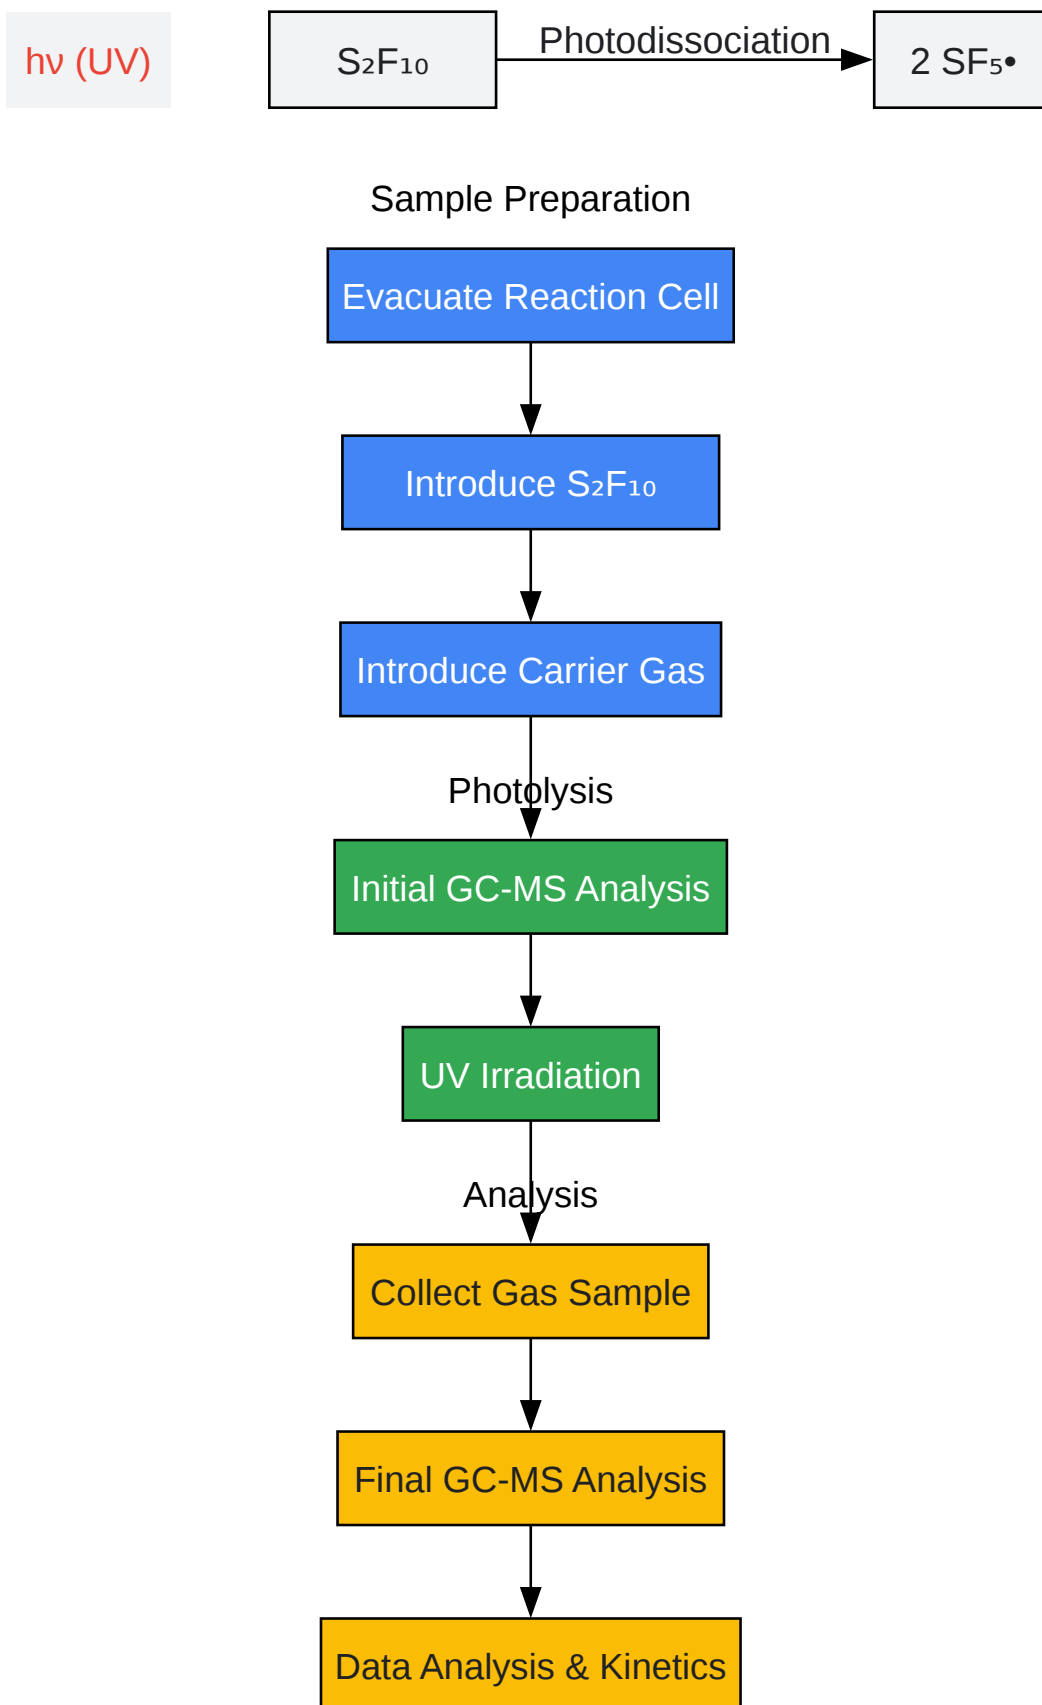 hν (UV)
S₂F₁₀
Photodissociation
2 SF₅•
Sample Preparation
Evacuate Reaction Cell
Introduce S₂F₁₀
Introduce Carrier Gas
Photolysis
Initial GC-MS Analysis
UV Irradiation
Analysis
Collect Gas Sample
Final GC-MS Analysis
Data Analysis & Kinetics